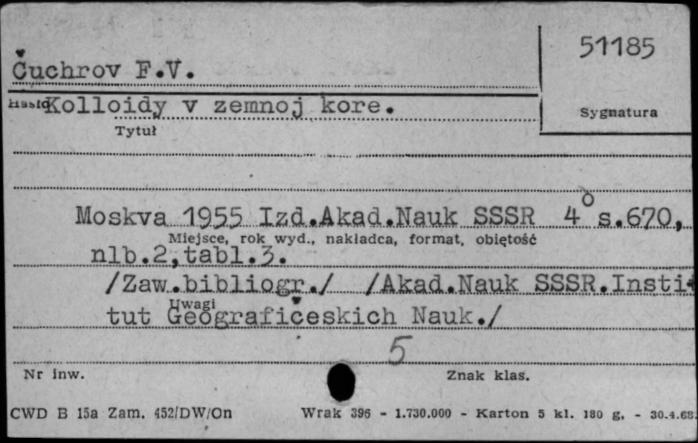 51185
Čuchrov F.V.
Hasło Kolloidy v zemnoj kore.
Sygnatura
Tytuł
Moskva 1955 Izd.Akad.Nauk SSSR 4° s.670,
Miejsce, rok wyd., nakładca, format, objętość
nlb.2,tabl.3.
/Zaw.bibliogr./ /Akad.Nauk SSSR.Insti-
Uwagi
tut Geografičeskich Nauk./
5
Nr inw.
Znak klas.
CWD B 15a Zam. 452/DW/On Wrak 396 - 1.730.000 - Karton 5 kl. 180 g. - 30.4.68.